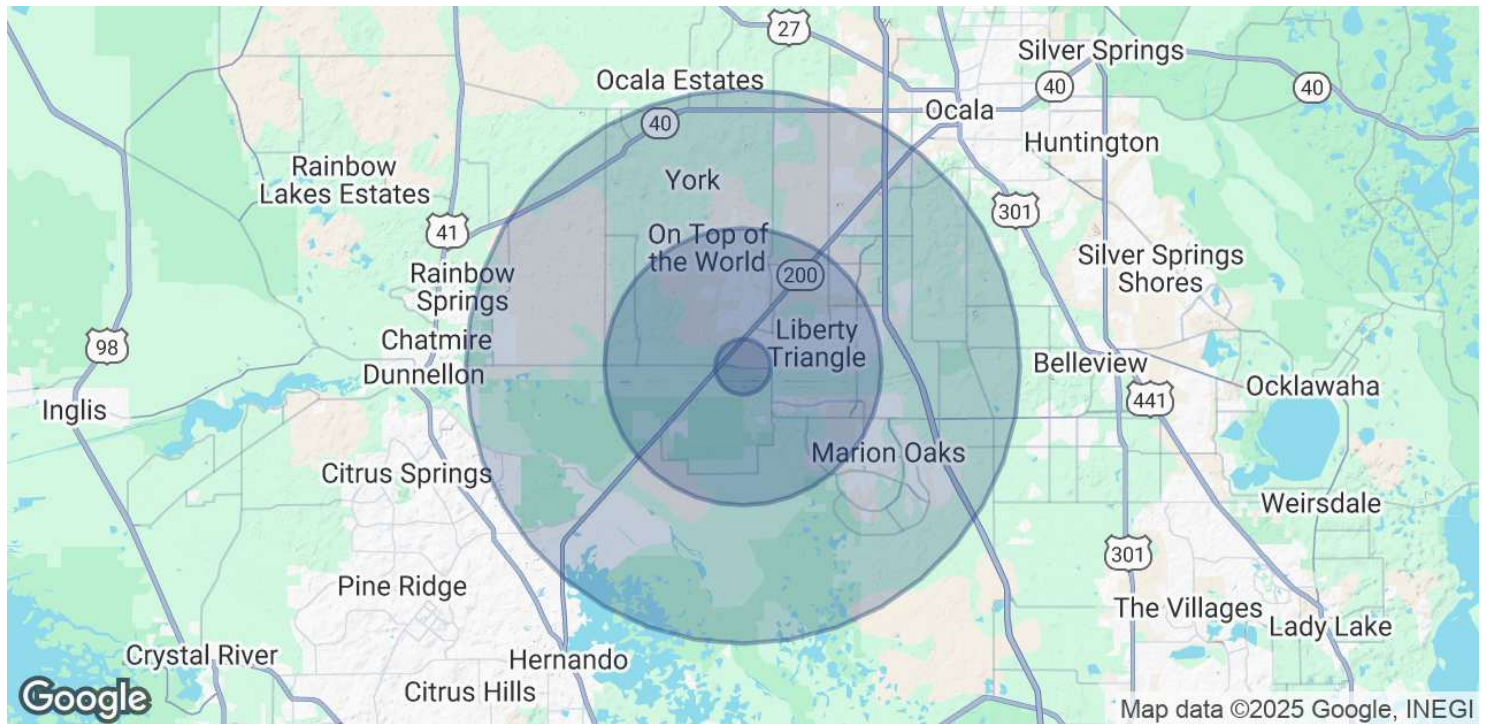 27
Silver Springs
Ocala Estates
40
40
Ocala
40
Huntington
Rainbow
Lakes Estates
York
301
41
On Top of
the World
Silver Springs
Shores
Rainbow
Springs
200
98
Chatmire
Liberty
Triangle
Dunnellon
Belleview
Ocklawaha
Inglis
441
Citrus Springs
Marion Oaks
Weirsdale
301
Pine Ridge
The Villages
Lady Lake
Crystal River
Hernando
Citrus Hills
Google
Map data ©2025 Google, INEGI